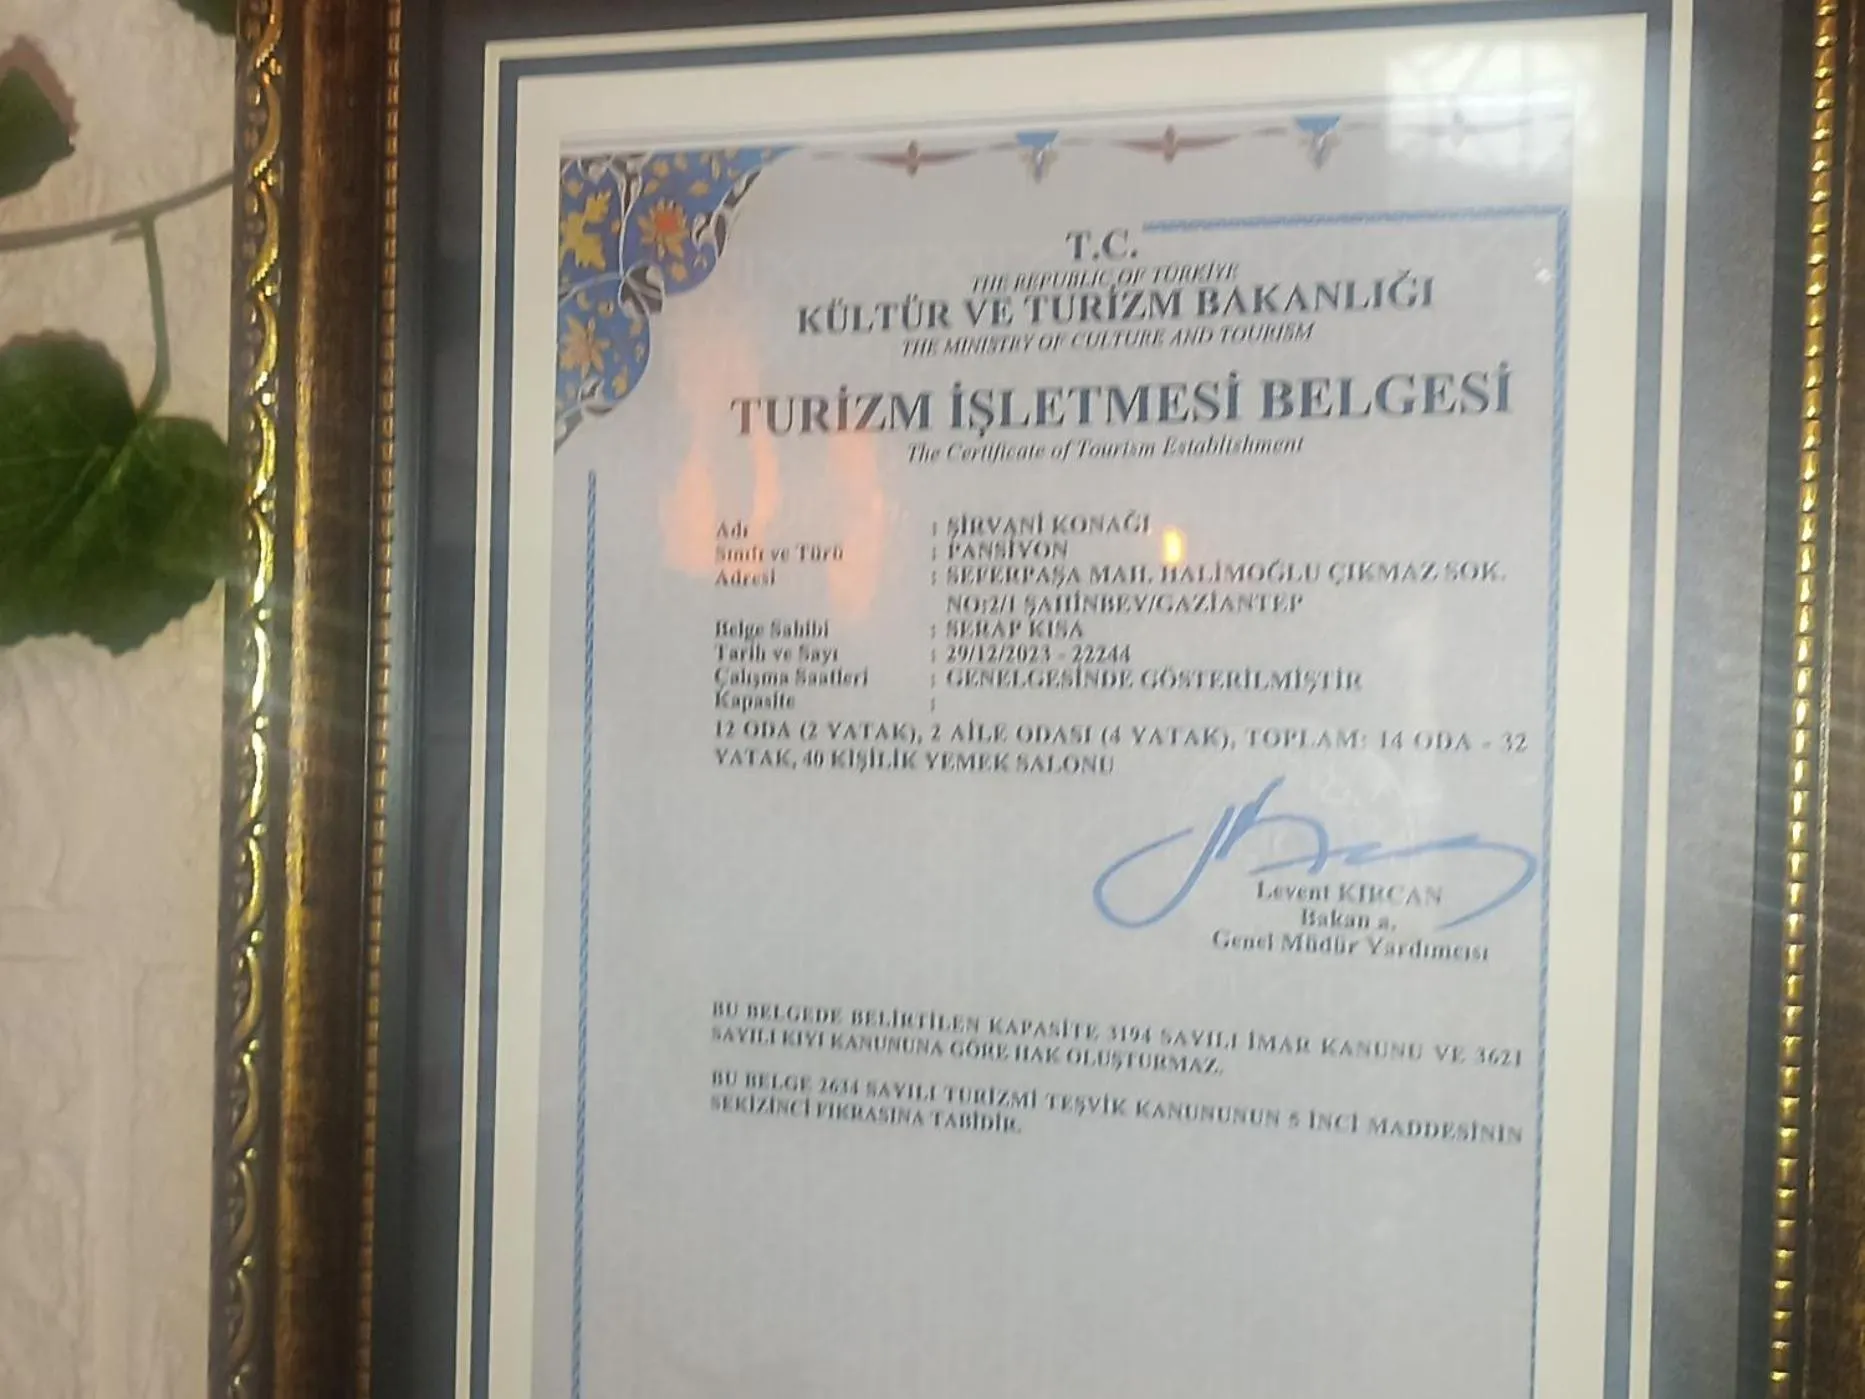 T.C.
THE REPUBLIC OF TÜRKİYE
KÜLTÜR VE TURİZM BAKANLIĞI
THE MINISTRY OF CULTURE AND TOURISM
TURİZM İŞLETMESİ BELGESİ
The Certificate of Tourism Establishment
Adı : ŞİRVANİ KONAĞI
Sınıfı ve Türü : PANSİYON
Adresi : SEFERPAŞA MAH. HALİMOĞLU ÇIKMAZ SOK.
NO:2/1 ŞAHİNBEY/GAZİANTEP
Belge Sahibi : SERAP KISA
Tarih ve Sayı : 29/12/2023 - 22244
Çalışma Saatleri : GENELGESİNDE GÖSTERİLMİŞTİR
Kapasite :
12 ODA (2 YATAK), 2 AİLE ODASI (4 YATAK), TOPLAM: 14 ODA - 32
YATAK, 40 KİŞİLİK YEMEK SALONU
Levent KIRCAN
Bakan a.
Genel Müdür Yardımcısı
BU BELGEDE BELİRTİLEN KAPASİTE 3194 SAYILI İMAR KANUNU VE 3621
SAYILI KIYI KANUNUNA GÖRE HAK OLUŞTURMAZ.
BU BELGE 2634 SAYILI TURİZMİ TEŞVİK KANUNUNUN 5 İNCİ MADDESİNİN
SEKİZİNCİ FIKRASINA TABİDİR.